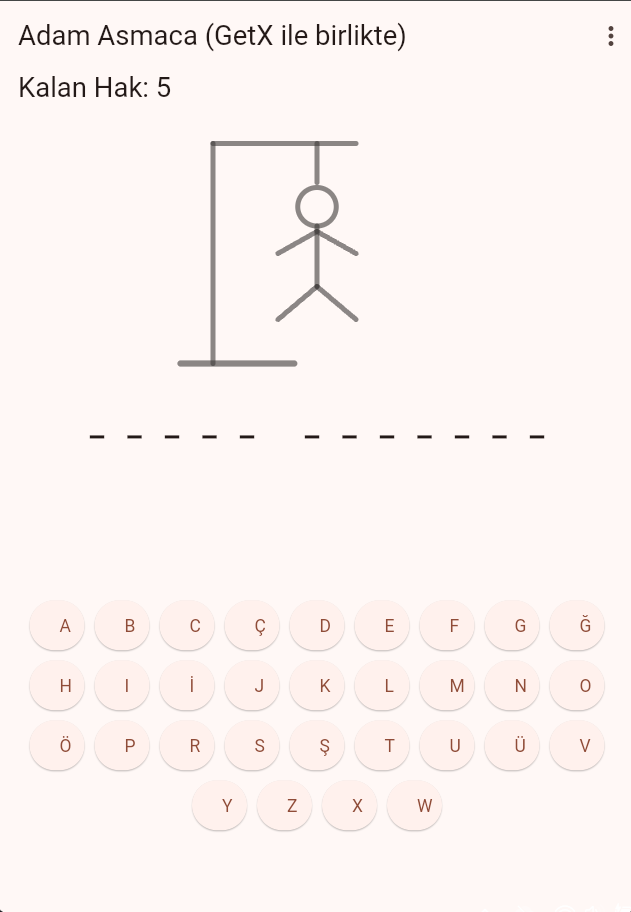 Adam Asmaca (GetX ile birlikte)
Kalan Hak: 5
_ _ _ _ _  _ _ _ _ _ _ _
A B C Ç D E F G Ğ
H I İ J K L M N O
Ö P R S Ş T U Ü V
Y Z X W